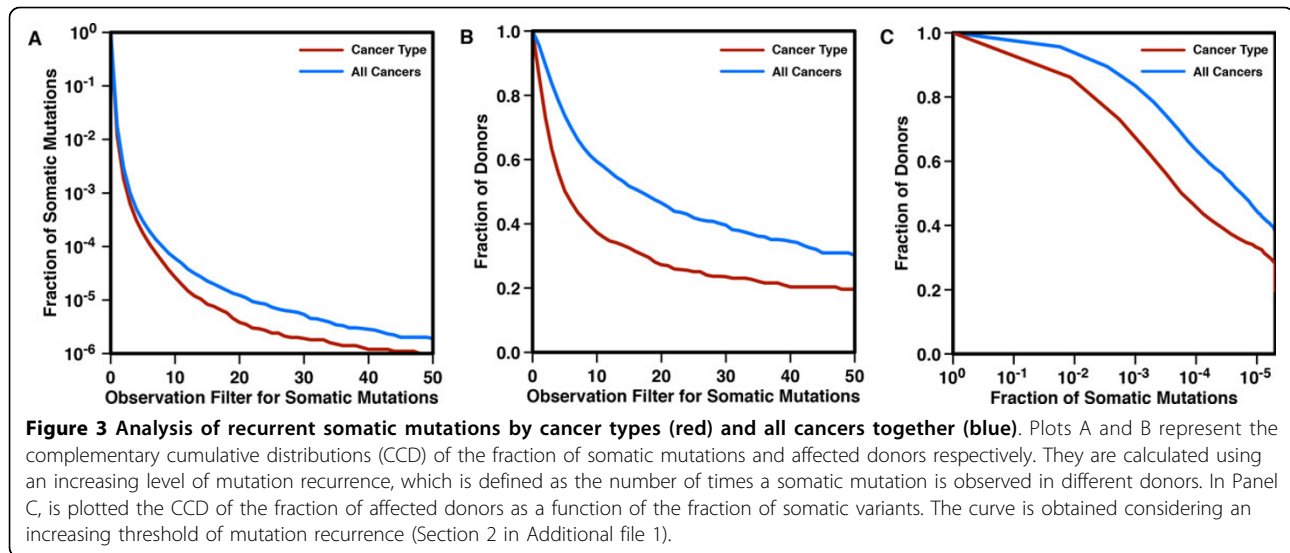 A
Cancer Type
All Cancers
Fraction of Somatic Mutations
10^0
10^-1
10^-2
10^-3
10^-4
10^-5
10^-6
0 10 20 30 40 50
Observation Filter for Somatic Mutations
B
Cancer Type
All Cancers
Fraction of Donors
1.0
0.8
0.6
0.4
0.2
0.0
0 10 20 30 40 50
Observation Filter for Somatic Mutations
C
Cancer Type
All Cancers
Fraction of Donors
1.0
0.8
0.6
0.4
0.2
0.0
10^0 10^-1 10^-2 10^-3 10^-4 10^-5
Fraction of Somatic Mutations
Figure 3 Analysis of recurrent somatic mutations by cancer types (red) and all cancers together (blue). Plots A and B represent the
complementary cumulative distributions (CCD) of the fraction of somatic mutations and affected donors respectively. They are calculated using
an increasing level of mutation recurrence, which is defined as the number of times a somatic mutation is observed in different donors. In Panel
C, is plotted the CCD of the fraction of affected donors as a function of the fraction of somatic variants. The curve is obtained considering an
increasing threshold of mutation recurrence (Section 2 in Additional file 1).